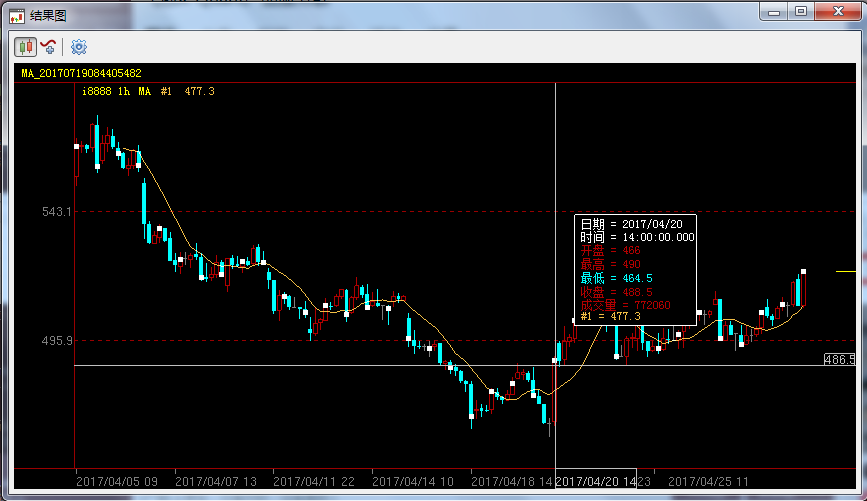 结果图
MA_20170719084405482
i8888 1h MA #1 477.3
543.1
日期 = 2017/04/20
时间 = 14:00:00.000
开盘 = 466
最高 = 490
最低 = 464.5
收盘 = 488.5
成交量 = 772060
#1 = 477.3
495.9
486.5
2017/04/05 09 2017/04/07 13 2017/04/11 22 2017/04/14 10 2017/04/18 14 2017/04/20 14 23 2017/04/25 11